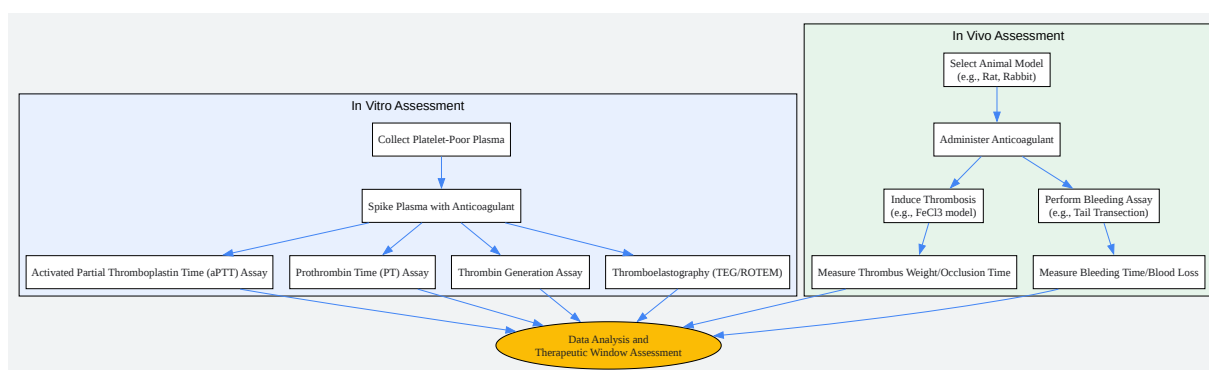 In Vitro Assessment
Collect Platelet-Poor Plasma
Spike Plasma with Anticoagulant
Activated Partial Thromboplastin Time (aPTT) Assay
Prothrombin Time (PT) Assay
Thrombin Generation Assay
Thromboelastography (TEG/ROTEM)
In Vivo Assessment
Select Animal Model
(e.g., Rat, Rabbit)
Administer Anticoagulant
Induce Thrombosis
(e.g., FeCl3 model)
Perform Bleeding Assay
(e.g., Tail Transection)
Measure Thrombus Weight/Occlusion Time
Measure Bleeding Time/Blood Loss
Data Analysis and
Therapeutic Window Assessment